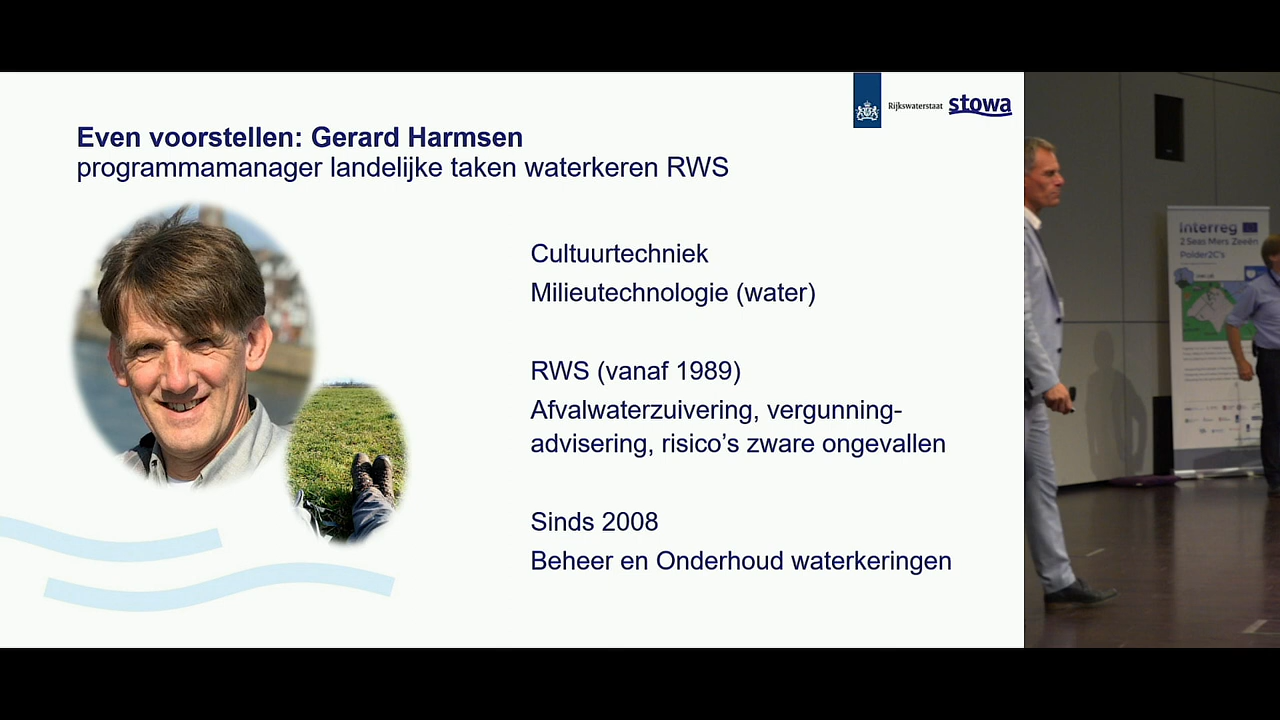 Rijkswaterstaat
stowa
Even voorstellen: Gerard Harmsen
programmamanager landelijke taken waterkeren RWS
Cultuurtechniek
Milieutechnologie (water)
RWS (vanaf 1989)
Afvalwaterzuivering, vergunning-
advisering, risico's zware ongevallen
Sinds 2008
Beheer en Onderhoud waterkeringen
Interreg
2 Seas Mers Zeeën
Polder2C's